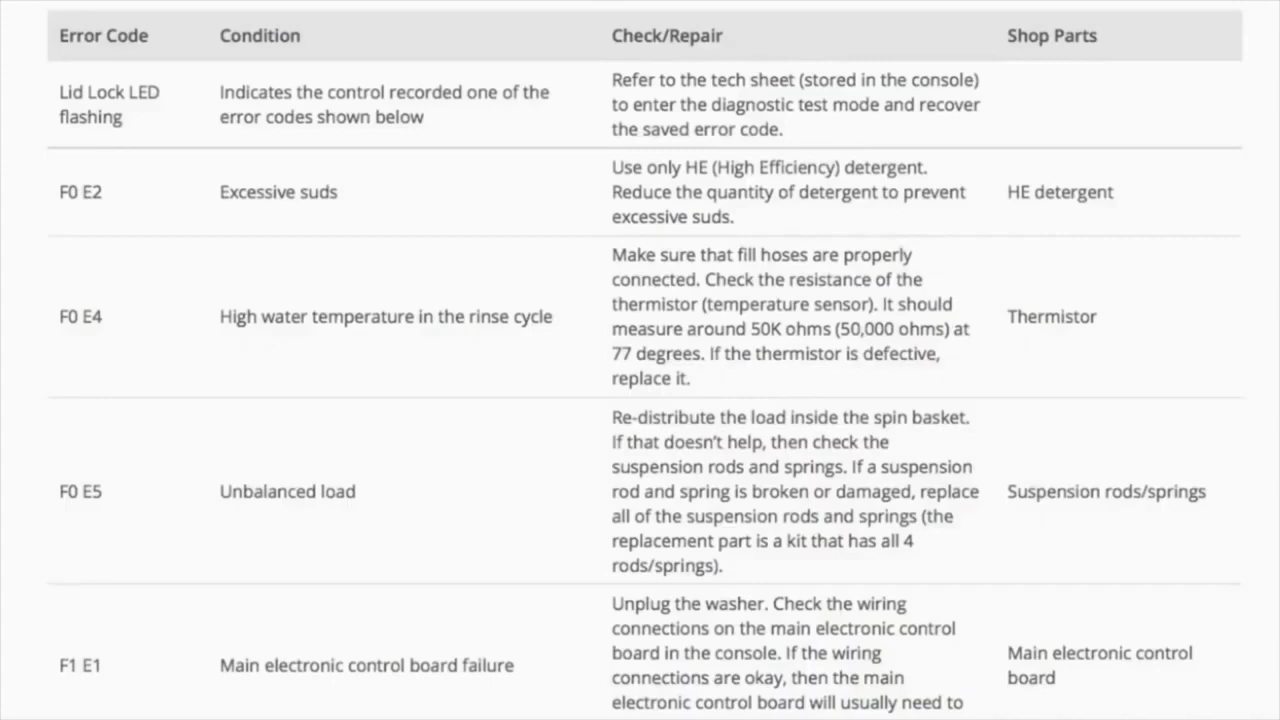 Error Code Condition Check/Repair Shop Parts
Lid Lock LED
flashing
Indicates the control recorded one of the
error codes shown below
Refer to the tech sheet (stored in the console)
to enter the diagnostic test mode and recover
the saved error code.
F0 E2
Excessive suds
Use only HE (High Efficiency) detergent.
Reduce the quantity of detergent to prevent
excessive suds.
HE detergent
F0 E4
High water temperature in the rinse cycle
Make sure that fill hoses are properly
connected. Check the resistance of the
thermistor (temperature sensor). It should
measure around 50K ohms (50,000 ohms) at
77 degrees. If the thermistor is defective,
replace it.
Thermistor
F0 E5
Unbalanced load
Re-distribute the load inside the spin basket.
If that doesn't help, then check the
suspension rods and springs. If a suspension
rod and spring is broken or damaged, replace
all of the suspension rods and springs (the
replacement part is a kit that has all 4
rods/springs).
Suspension rods/springs
F1 E1
Main electronic control board failure
Unplug the washer. Check the wiring
connections on the main electronic control
board in the console. If the wiring
connections are okay, then the main
electronic control board will usually need to
Main electronic control
board